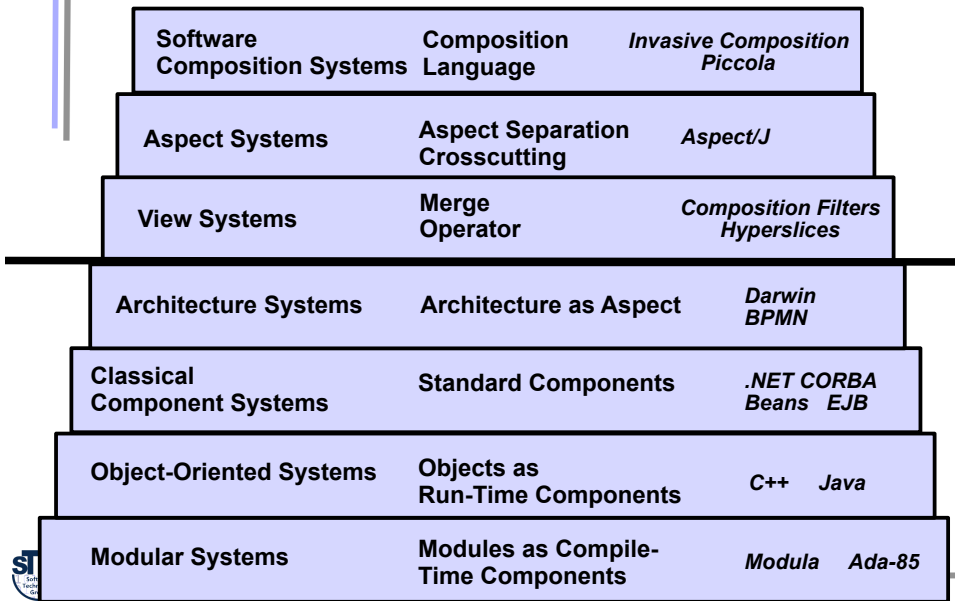 Software
Composition Systems
Composition
Language
Invasive Composition
Piccola
Aspect Systems
Aspect Separation
Crosscutting
Aspect/J
View Systems
Merge
Operator
Composition Filters
Hyperslices
Architecture Systems
Architecture as Aspect
Darwin
BPMN
Classical
Component Systems
Standard Components
.NET CORBA
Beans EJB
Object-Oriented Systems
Objects as
Run-Time Components
C++ Java
Modular Systems
Modules as Compile-
Time Components
Modula Ada-85